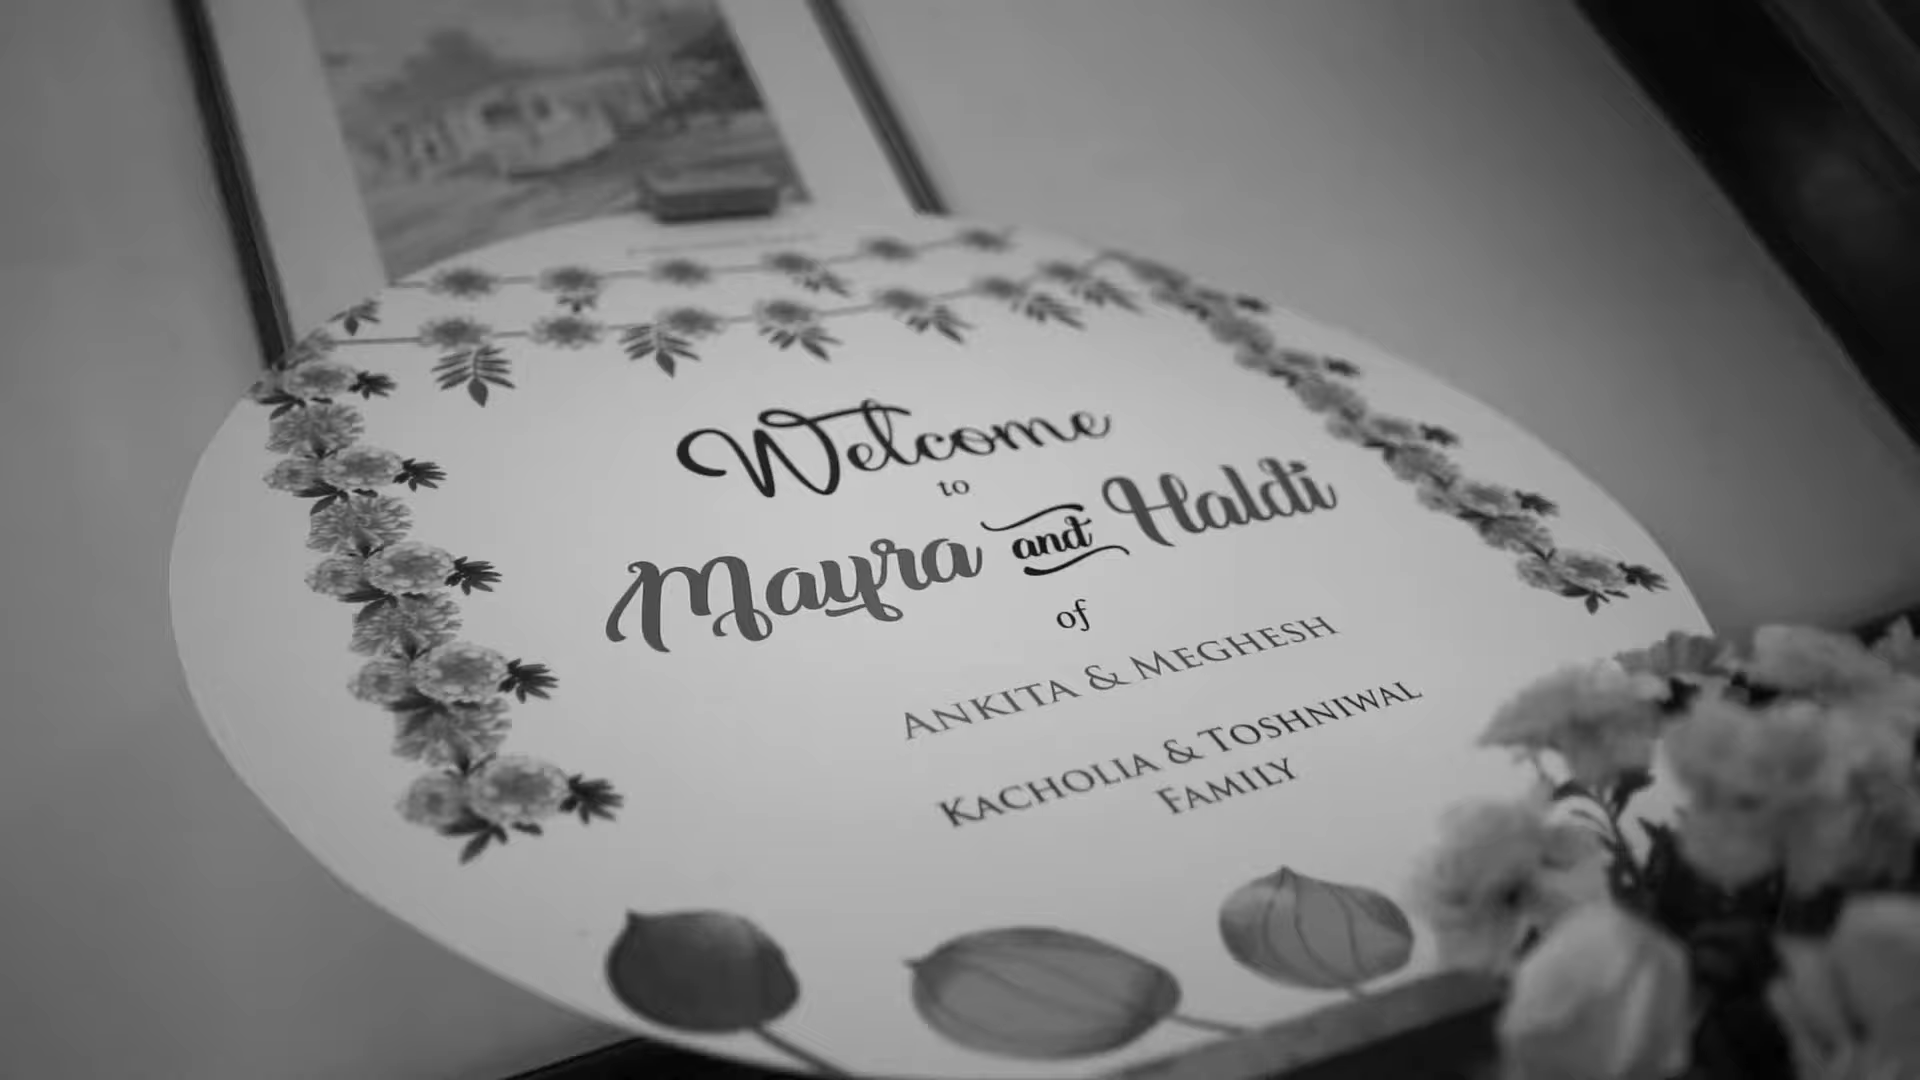 Welcome
to
Mayra and Haldi
of
ANKITA & MEGHESH
KACHOLIA & TOSHNIWAL
FAMILY